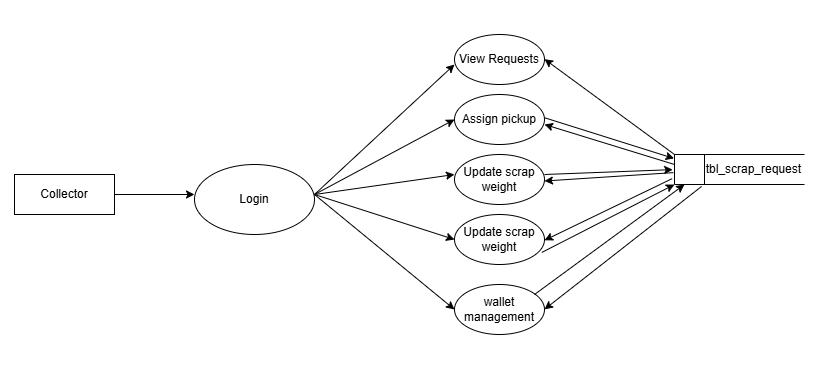 View Requests
Assign pickup
Update scrap
weight
Collector
Login
tbl_scrap_request
Update scrap
weight
wallet
management